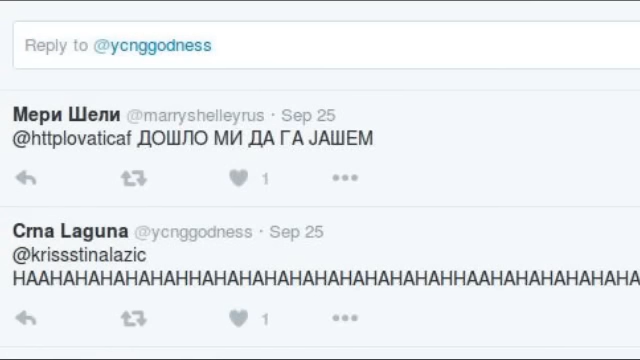 Reply to @ycnggodness
Мери Шели @marryshelleyrus · Sep 25
@httplovaticaf ДОШЛО МИ ДА ГА ЈАШЕМ
1
Crna Laguna @ycnggodness · Sep 25
@krissstinalazic
HAAHAHAHAHAHAHHAHAHAHAHAHAHAHAHAHAHAHHAAHAHAHAHAHAHA
1